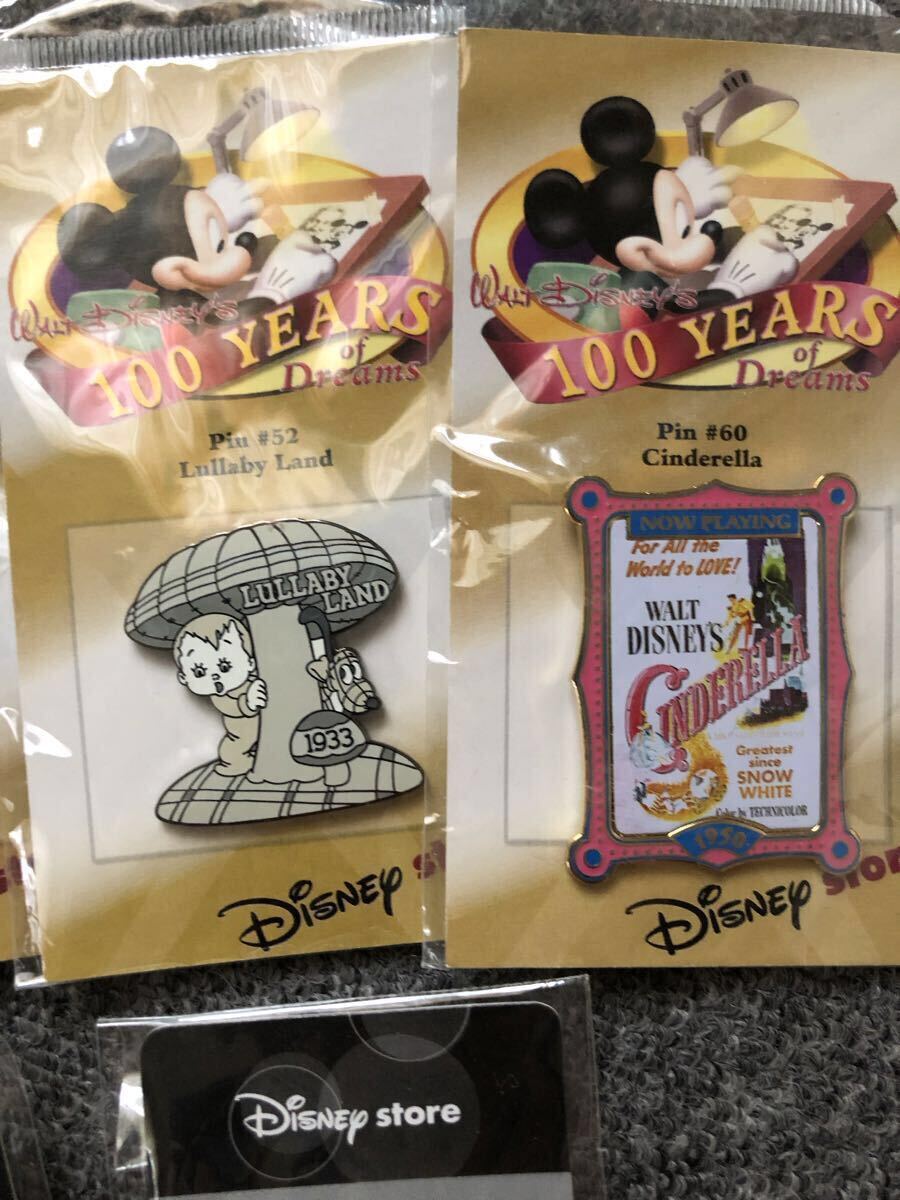 WALT DISNEY'S
100 YEARS
of
Dreams
Pin #52
Lullaby Land
LULLABY
LAND
1933
DISNEY
WALT DISNEY'S
100 YEARS
of
Dreams
Pin #60
Cinderella
NOW PLAYING
For All the
World to LOVE!
WALT
DISNEY'S
CINDERELLA
Greatest
since
SNOW
WHITE
Color by TECHNICOLOR
1950
DISNEY
DISNEY store